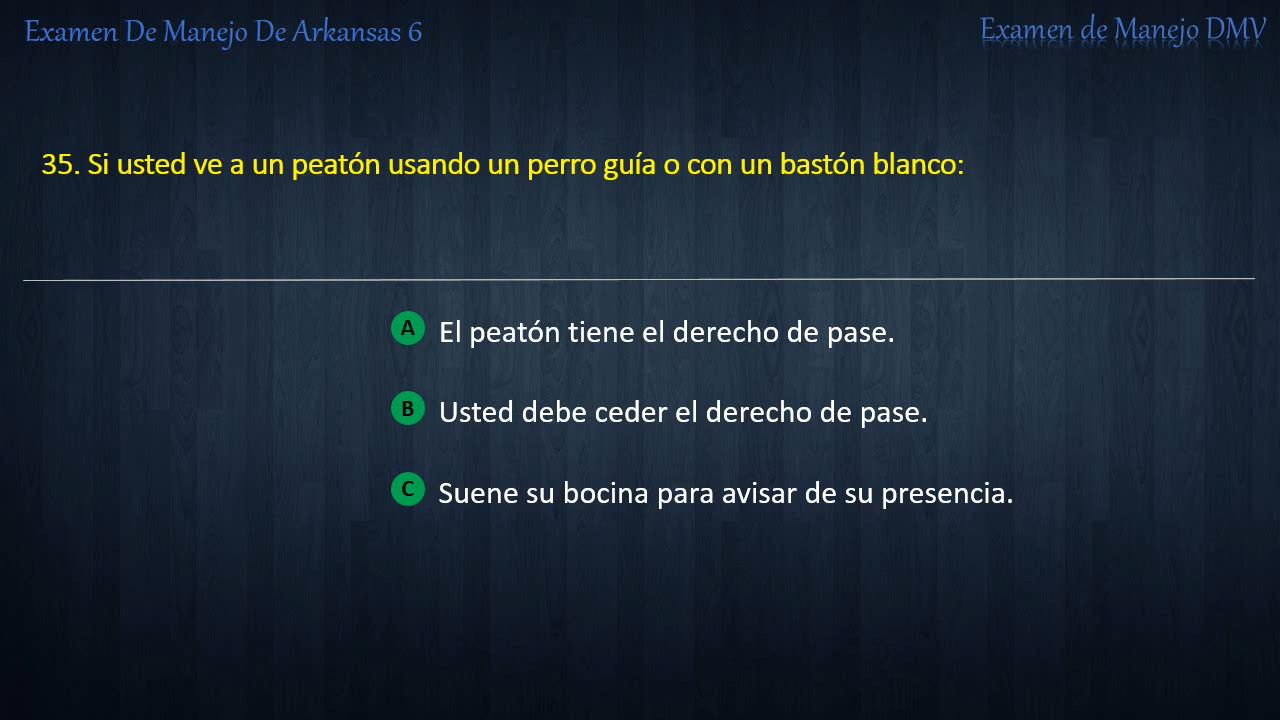 Examen De Manejo De Arkansas 6
Examen de Manejo DMV
35. Si usted ve a un peatón usando un perro guía o con un bastón blanco:
A El peatón tiene el derecho de pase.
B Usted debe ceder el derecho de pase.
C Suene su bocina para avisar de su presencia.